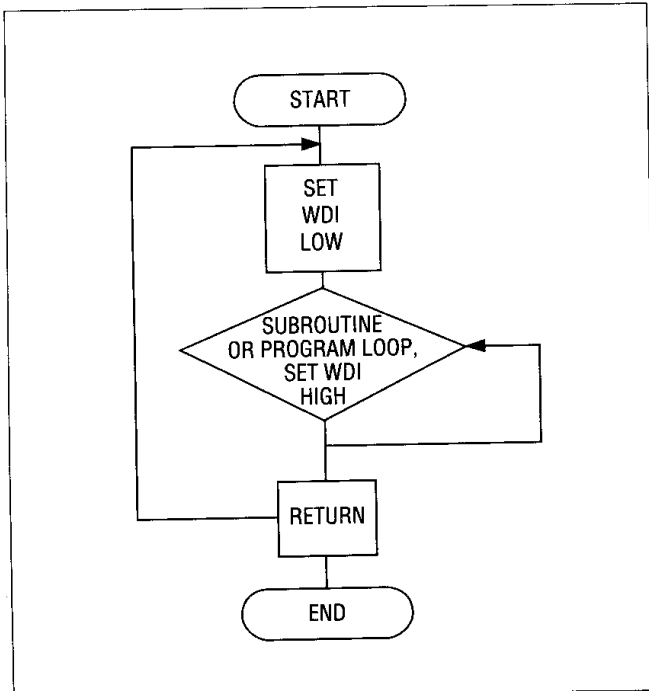 START
SET
WDI
LOW
SUBROUTINE
OR PROGRAM LOOP,
SET WDI
HIGH
RETURN
END